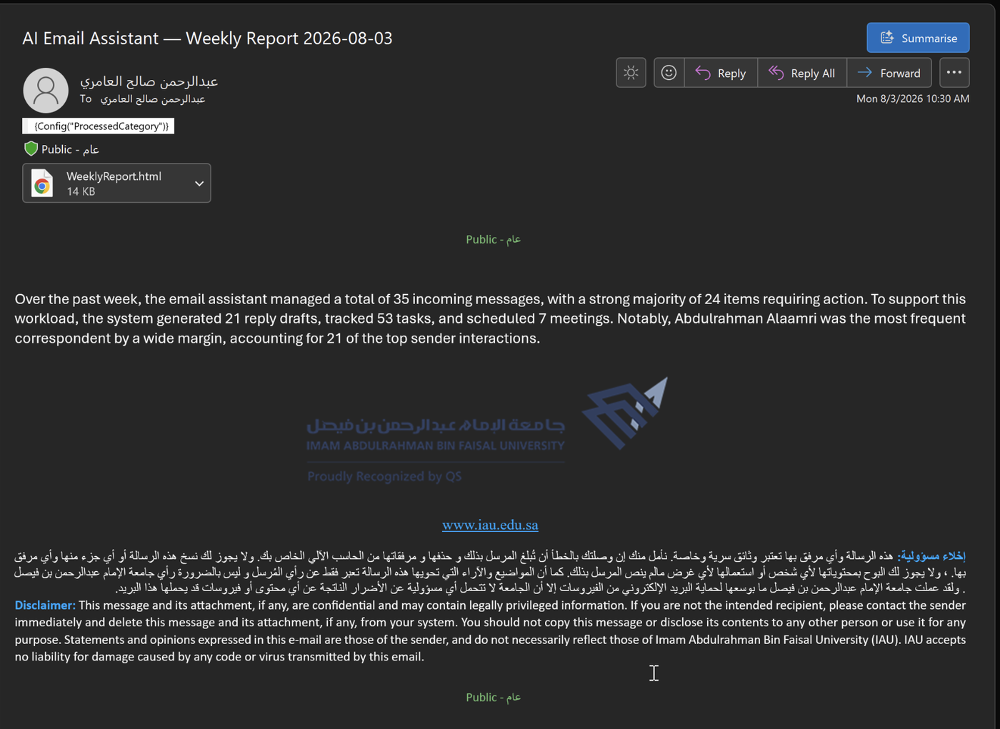 AI Email Assistant — Weekly Report 2026-08-03
Summarise
عبدالرحمن صالح العامري
To عبدالرحمن صالح العامري
Reply
Reply All
Forward
Mon 8/3/2026 10:30 AM
{Config("ProcessedCategory")}
Public - عام
WeeklyReport.html
14 KB
Public - عام
Over the past week, the email assistant managed a total of 35 incoming messages, with a strong majority of 24 items requiring action. To support this
workload, the system generated 21 reply drafts, tracked 53 tasks, and scheduled 7 meetings. Notably, Abdulrahman Alaamri was the most frequent
correspondent by a wide margin, accounting for 21 of the top sender interactions.
جامعة الإمام عبدالرحمن بن فيصل
IMAM ABDULRAHMAN BIN FAISAL UNIVERSITY
Proudly Recognized by QS
www.iau.edu.sa
إخلاء مسؤولية: هذه الرسالة وأي مرفق بها تعتبر وثائق سرية وخاصة. نأمل منك إن وصلتك بالخطأ أن تُبلغ المرسل بذلك و حذفها و مرفقاتها من الحاسب الآلي الخاص بك. ولا يجوز لك نسخ هذه الرسالة أو أي جزء منها وأي مرفق
بها. ، ولا يجوز لك البوح بمحتوياتها لأي شخص أو استعمالها لأي غرض مالم ينص المرسل بذلك. كما أن المواضيع والآراء التي تحويها هذه الرسالة تعبر فقط عن رأي المُرسل و ليس بالضرورة رأي جامعة الإمام عبدالرحمن بن فيصل
. ولقد عملت جامعة الإمام عبدالرحمن بن فيصل ما بوسعها لحماية البريد الإلكتروني من الفيروسات إلا أن الجامعة لا تتحمل أي مسؤولية عن الأضرار الناتجة عن أي محتوى أو فيروسات قد يحملها هذا البريد.
Disclaimer: This message and its attachment, if any, are confidential and may contain legally privileged information. If you are not the intended recipient, please contact the sender
immediately and delete this message and its attachment, if any, from your system. You should not copy this message or disclose its contents to any other person or use it for any
purpose. Statements and opinions expressed in this e-mail are those of the sender, and do not necessarily reflect those of Imam Abdulrahman Bin Faisal University (IAU). IAU accepts
no liability for damage caused by any code or virus transmitted by this email.
Public - عام